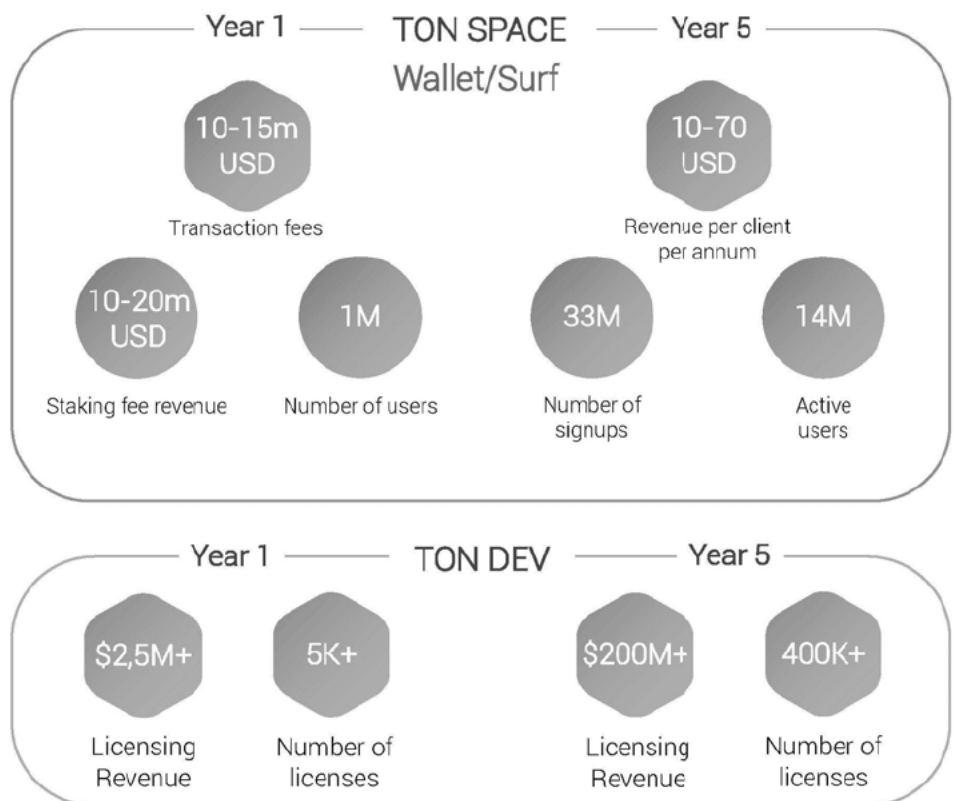 Year 1
TON SPACE
Year 5
Wallet/Surf
10-15m
USD
Transaction fees
10-70
USD
Revenue per client
per annum
10-20m
USD
Staking fee revenue
1M
Number of users
33M
Number of
signups
14M
Active
users
Year 1
TON DEV
Year 5
$2,5M+
Licensing
Revenue
5K+
Number of
licenses
$200M+
Licensing
Revenue
400K+
Number of
licenses